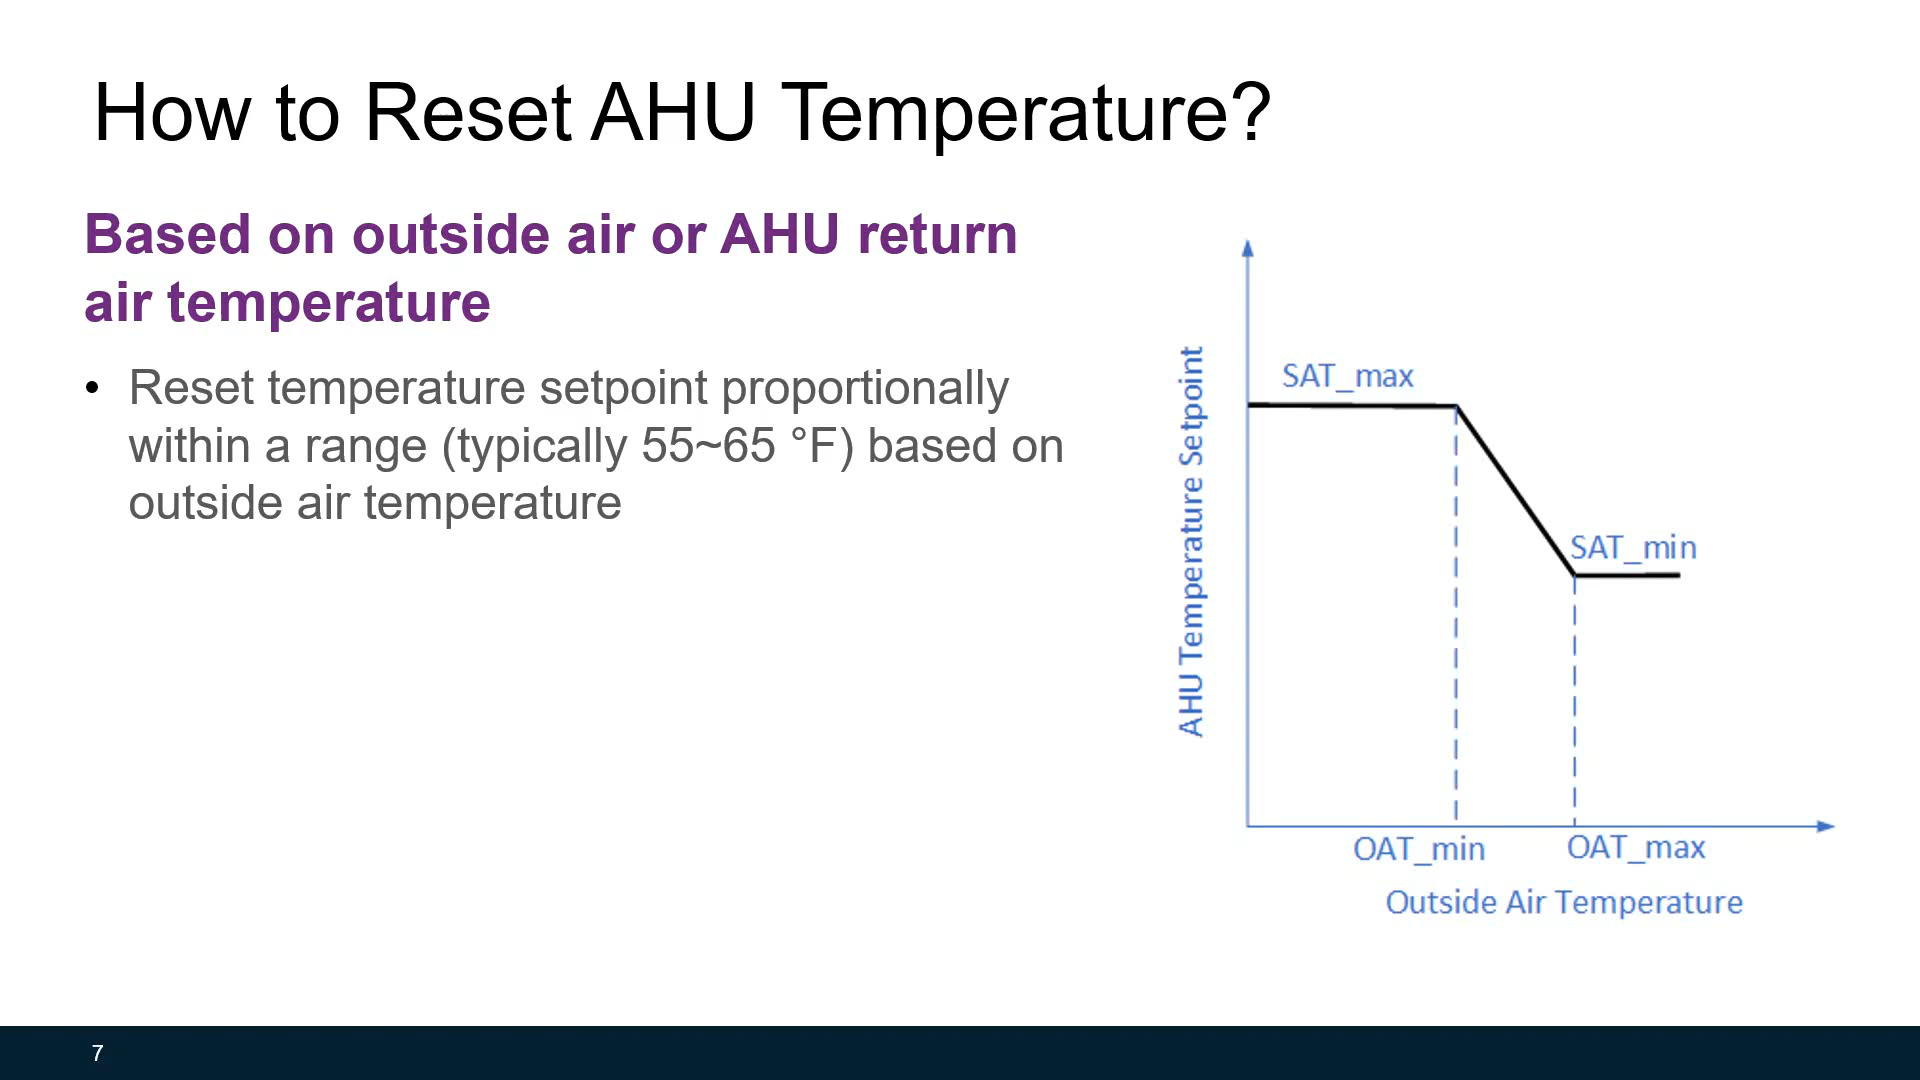 How to Reset AHU Temperature?
Based on outside air or AHU return
air temperature
• Reset temperature setpoint proportionally
within a range (typically 55~65 °F) based on
outside air temperature
AHU Temperature Setpoint
SAT_max
SAT_min
OAT_min
OAT_max
Outside Air Temperature
7